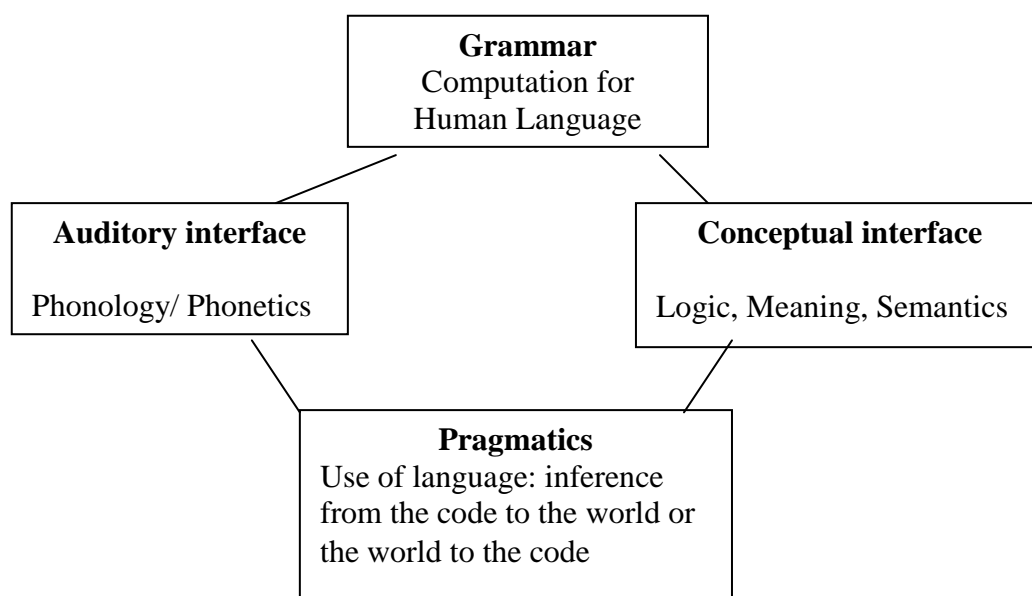 Grammar
Computation for
Human Language
Auditory interface
Phonology/ Phonetics
Conceptual interface
Logic, Meaning, Semantics
Pragmatics
Use of language: inference
from the code to the world or
the world to the code